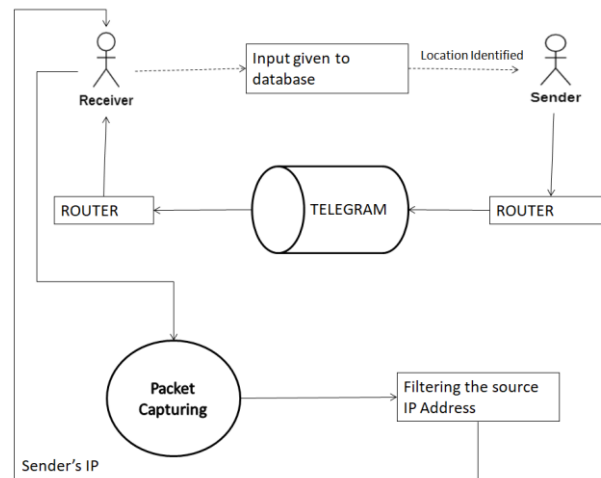 Input given to
database
Location Identified
Receiver
Sender
ROUTER
TELEGRAM
ROUTER
Packet
Capturing
Filtering the source
IP Address
Sender's IP